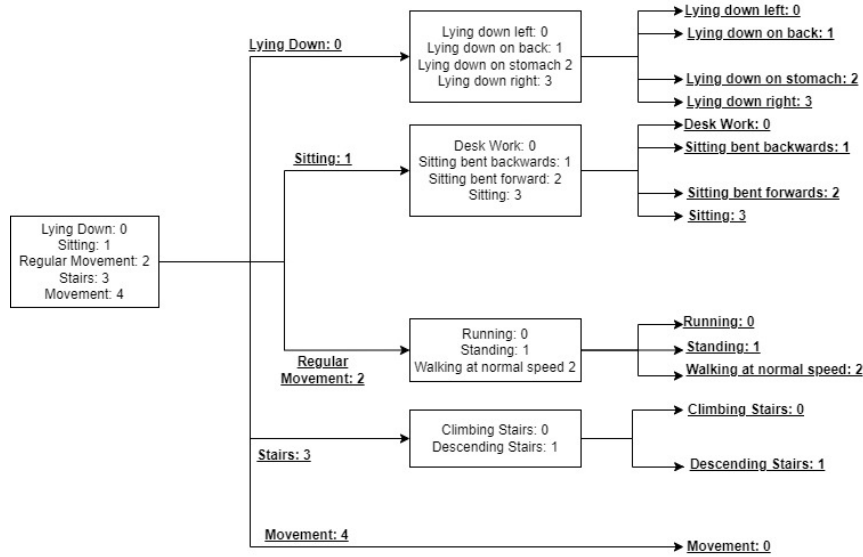 Lying Down: 0
Sitting: 1
Regular Movement: 2
Stairs: 3
Movement: 4
Lying Down: 0
Sitting: 1
Regular
Movement: 2
Stairs: 3
Movement: 4
Lying down left: 0
Lying down on back: 1
Lying down on stomach 2
Lying down right: 3
Desk Work: 0
Sitting bent backwards: 1
Sitting bent forward: 2
Sitting: 3
Running: 0
Standing: 1
Walking at normal speed 2
Climbing Stairs: 0
Descending Stairs: 1
Lying down left: 0
Lying down on back: 1
Lying down on stomach: 2
Lying down right: 3
Desk Work: 0
Sitting bent backwards: 1
Sitting bent forwards: 2
Sitting: 3
Running: 0
Standing: 1
Walking at normal speed: 2
Climbing Stairs: 0
Descending Stairs: 1
Movement: 0